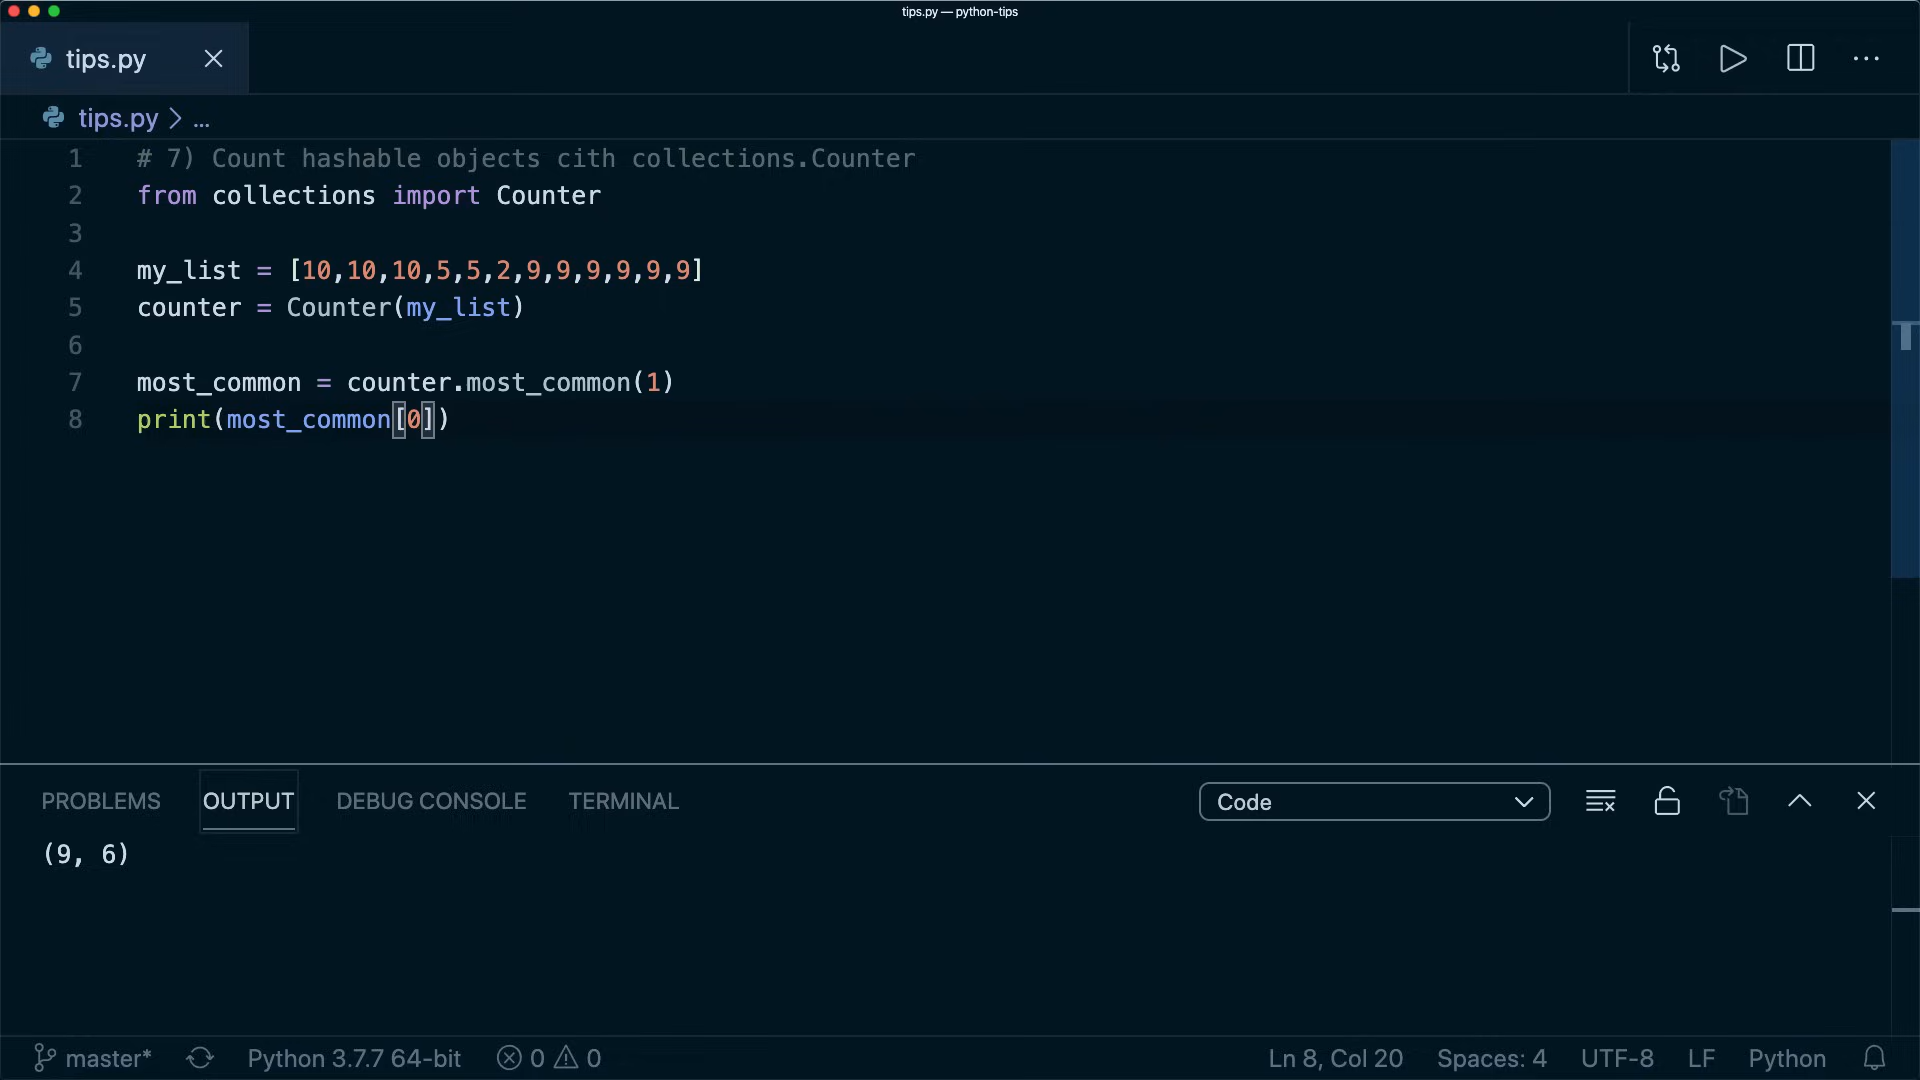 tips.py — python-tips
tips.py
tips.py > ...
1 # 7) Count hashable objects cith collections.Counter
2 from collections import Counter
3
4 my_list = [10,10,10,5,5,2,9,9,9,9,9,9]
5 counter = Counter(my_list)
6
7 most_common = counter.most_common(1)
8 print(most_common[0])
PROBLEMS OUTPUT DEBUG CONSOLE TERMINAL Code
(9, 6)
master* Python 3.7.7 64-bit 0 0 Ln 8, Col 20 Spaces: 4 UTF-8 LF Python